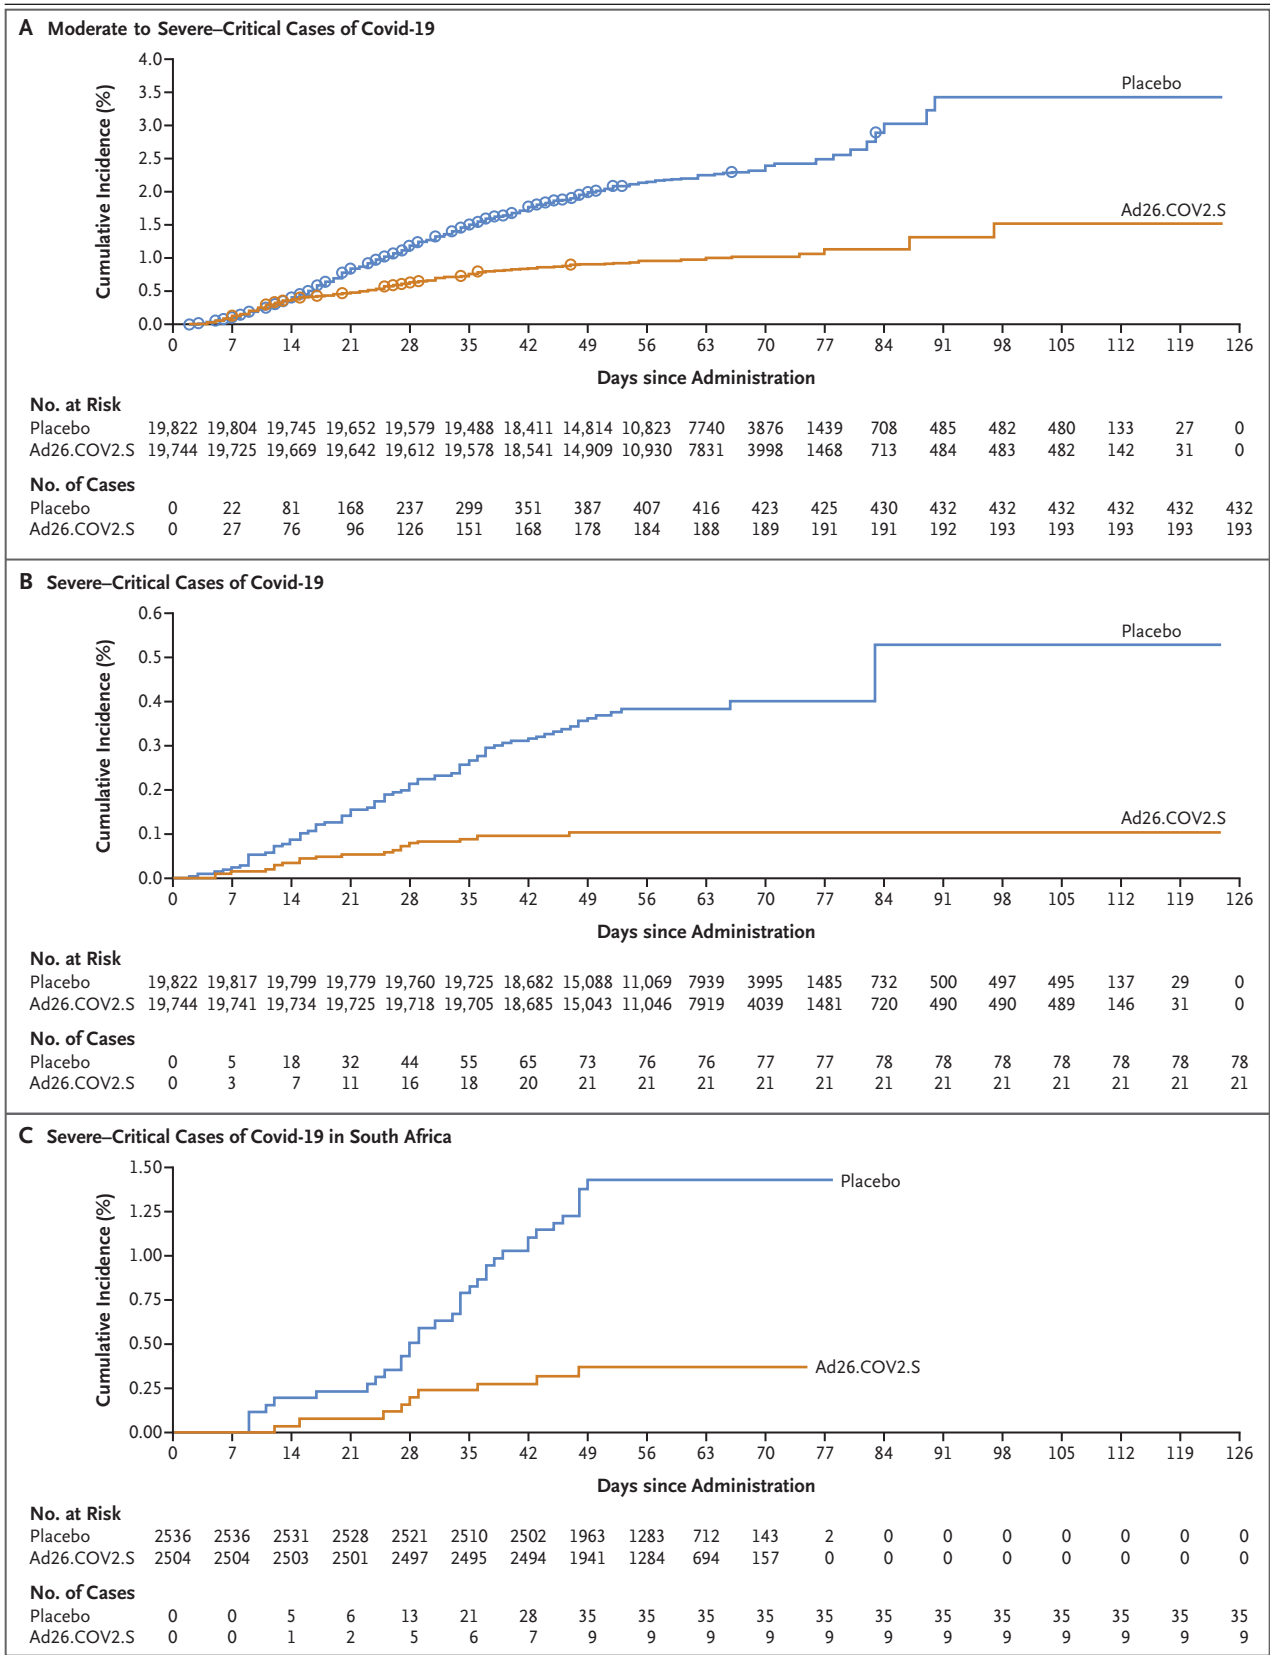 A Moderate to Severe–Critical Cases of Covid-19
4.0
3.5
3.0
2.5
2.0
1.5
1.0
0.5
0.0
Cumulative Incidence (%)
Placebo
Ad26.COV2.S
0 7 14 21 28 35 42 49 56 63 70 77 84 91 98 105 112 119 126
Days since Administration
No. at Risk
Placebo 19,822 19,804 19,745 19,652 19,579 19,488 18,411 14,814 10,823 7740 3876 1439 708 485 482 480 133 27 0
Ad26.COV2.S 19,744 19,725 19,669 19,642 19,612 19,578 18,541 14,909 10,930 7831 3998 1468 713 484 483 482 142 31 0
No. of Cases
Placebo 0 22 81 168 237 299 351 387 407 416 423 425 430 432 432 432 432 432 432
Ad26.COV2.S 0 27 76 96 126 151 168 178 184 188 189 191 191 192 193 193 193 193 193
B Severe–Critical Cases of Covid-19
0.6
0.5
0.4
0.3
0.2
0.1
0.0
Cumulative Incidence (%)
Placebo
Ad26.COV2.S
0 7 14 21 28 35 42 49 56 63 70 77 84 91 98 105 112 119 126
Days since Administration
No. at Risk
Placebo 19,822 19,817 19,799 19,779 19,760 19,725 18,682 15,088 11,069 7939 3995 1485 732 500 497 495 137 29 0
Ad26.COV2.S 19,744 19,741 19,734 19,725 19,718 19,705 18,685 15,043 11,046 7919 4039 1481 720 490 490 489 146 31 0
No. of Cases
Placebo 0 5 18 32 44 55 65 73 76 76 77 77 78 78 78 78 78 78 78
Ad26.COV2.S 0 3 7 11 16 18 20 21 21 21 21 21 21 21 21 21 21 21 21
C Severe–Critical Cases of Covid-19 in South Africa
1.50
1.25
1.00
0.75
0.50
0.25
0.00
Cumulative Incidence (%)
Placebo
Ad26.COV2.S
0 7 14 21 28 35 42 49 56 63 70 77 84 91 98 105 112 119 126
Days since Administration
No. at Risk
Placebo 2536 2536 2531 2528 2521 2510 2502 1963 1283 712 143 2 0 0 0 0 0 0 0
Ad26.COV2.S 2504 2504 2503 2501 2497 2495 2494 1941 1284 694 157 0 0 0 0 0 0 0 0
No. of Cases
Placebo 0 0 5 6 13 21 28 35 35 35 35 35 35 35 35 35 35 35 35
Ad26.COV2.S 0 0 1 2 5 6 7 9 9 9 9 9 9 9 9 9 9 9 9